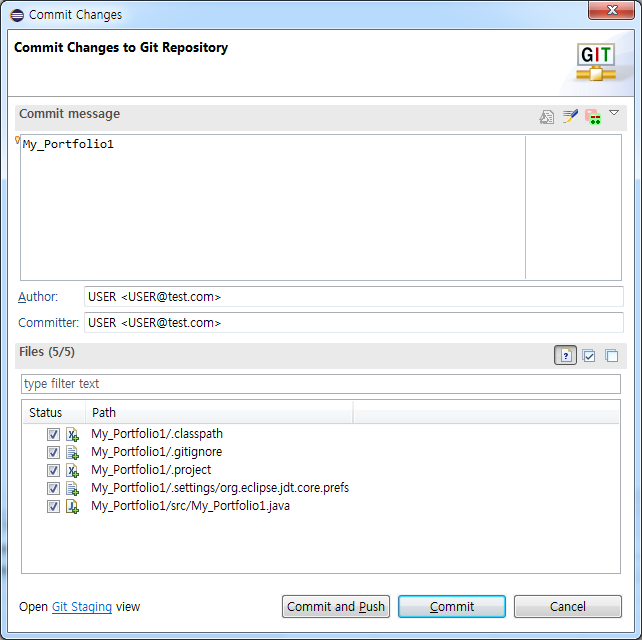 Commit Changes
Commit Changes to Git Repository
GIT
Commit message
My_Portfolio1
Author: USER <USER@test.com>
Committer: USER <USER@test.com>
Files (5/5)
type filter text
Status Path
My_Portfolio1/.classpath
My_Portfolio1/.gitignore
My_Portfolio1/.project
My_Portfolio1/.settings/org.eclipse.jdt.core.prefs
My_Portfolio1/src/My_Portfolio1.java
Open Git Staging view Commit and Push Commit Cancel